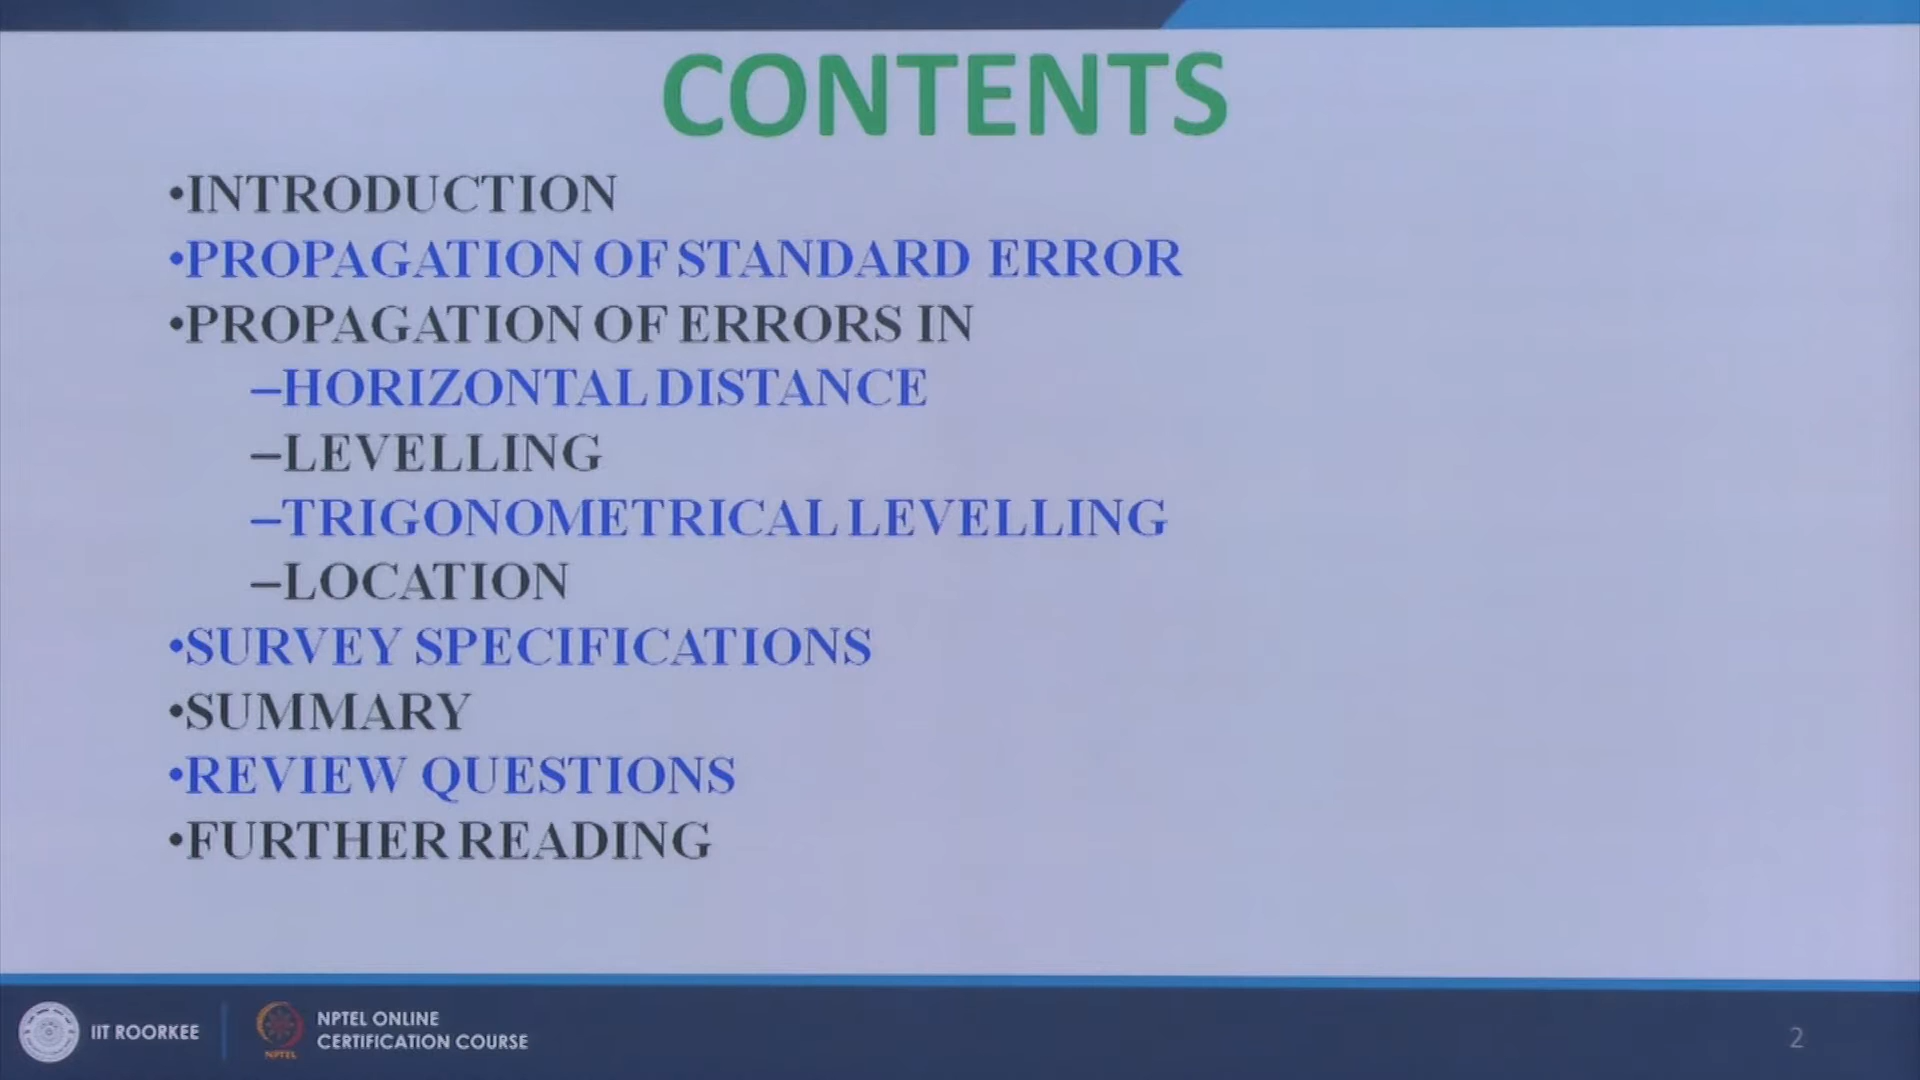 CONTENTS
•INTRODUCTION
•PROPAGATION OF STANDARD ERROR
•PROPAGATION OF ERRORS IN
–HORIZONTAL DISTANCE
–LEVELLING
–TRIGONOMETRICAL LEVELLING
–LOCATION
•SURVEY SPECIFICATIONS
•SUMMARY
•REVIEW QUESTIONS
•FURTHER READING
IIT ROORKEE
NPTEL
NPTEL ONLINE
CERTIFICATION COURSE
2